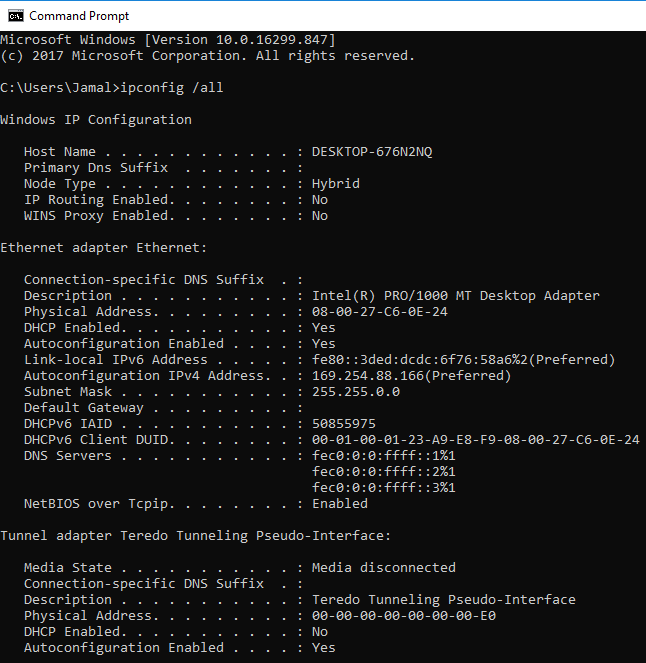 Command Prompt
Microsoft Windows [Version 10.0.16299.847]
(c) 2017 Microsoft Corporation. All rights reserved.
C:\Users\Jamal>ipconfig /all
Windows IP Configuration
   Host Name . . . . . . . . . . . . : DESKTOP-676N2NQ
   Primary Dns Suffix  . . . . . . . :
   Node Type . . . . . . . . . . . . : Hybrid
   IP Routing Enabled. . . . . . . . : No
   WINS Proxy Enabled. . . . . . . . : No
Ethernet adapter Ethernet:
   Connection-specific DNS Suffix  . :
   Description . . . . . . . . . . . : Intel(R) PRO/1000 MT Desktop Adapter
   Physical Address. . . . . . . . . : 08-00-27-C6-0E-24
   DHCP Enabled. . . . . . . . . . . : Yes
   Autoconfiguration Enabled . . . . : Yes
   Link-local IPv6 Address . . . . . : fe80::3ded:dcdc:6f76:58a6%2(Preferred)
   Autoconfiguration IPv4 Address. . : 169.254.88.166(Preferred)
   Subnet Mask . . . . . . . . . . . : 255.255.0.0
   Default Gateway . . . . . . . . . :
   DHCPv6 IAID . . . . . . . . . . . : 50855975
   DHCPv6 Client DUID. . . . . . . . : 00-01-00-01-23-A9-E8-F9-08-00-27-C6-0E-24
   DNS Servers . . . . . . . . . . . : fec0:0:0:ffff::1%1
                                       fec0:0:0:ffff::2%1
                                       fec0:0:0:ffff::3%1
   NetBIOS over Tcpip. . . . . . . . : Enabled
Tunnel adapter Teredo Tunneling Pseudo-Interface:
   Media State . . . . . . . . . . . : Media disconnected
   Connection-specific DNS Suffix  . :
   Description . . . . . . . . . . . : Teredo Tunneling Pseudo-Interface
   Physical Address. . . . . . . . . : 00-00-00-00-00-00-00-E0
   DHCP Enabled. . . . . . . . . . . : No
   Autoconfiguration Enabled . . . . : Yes